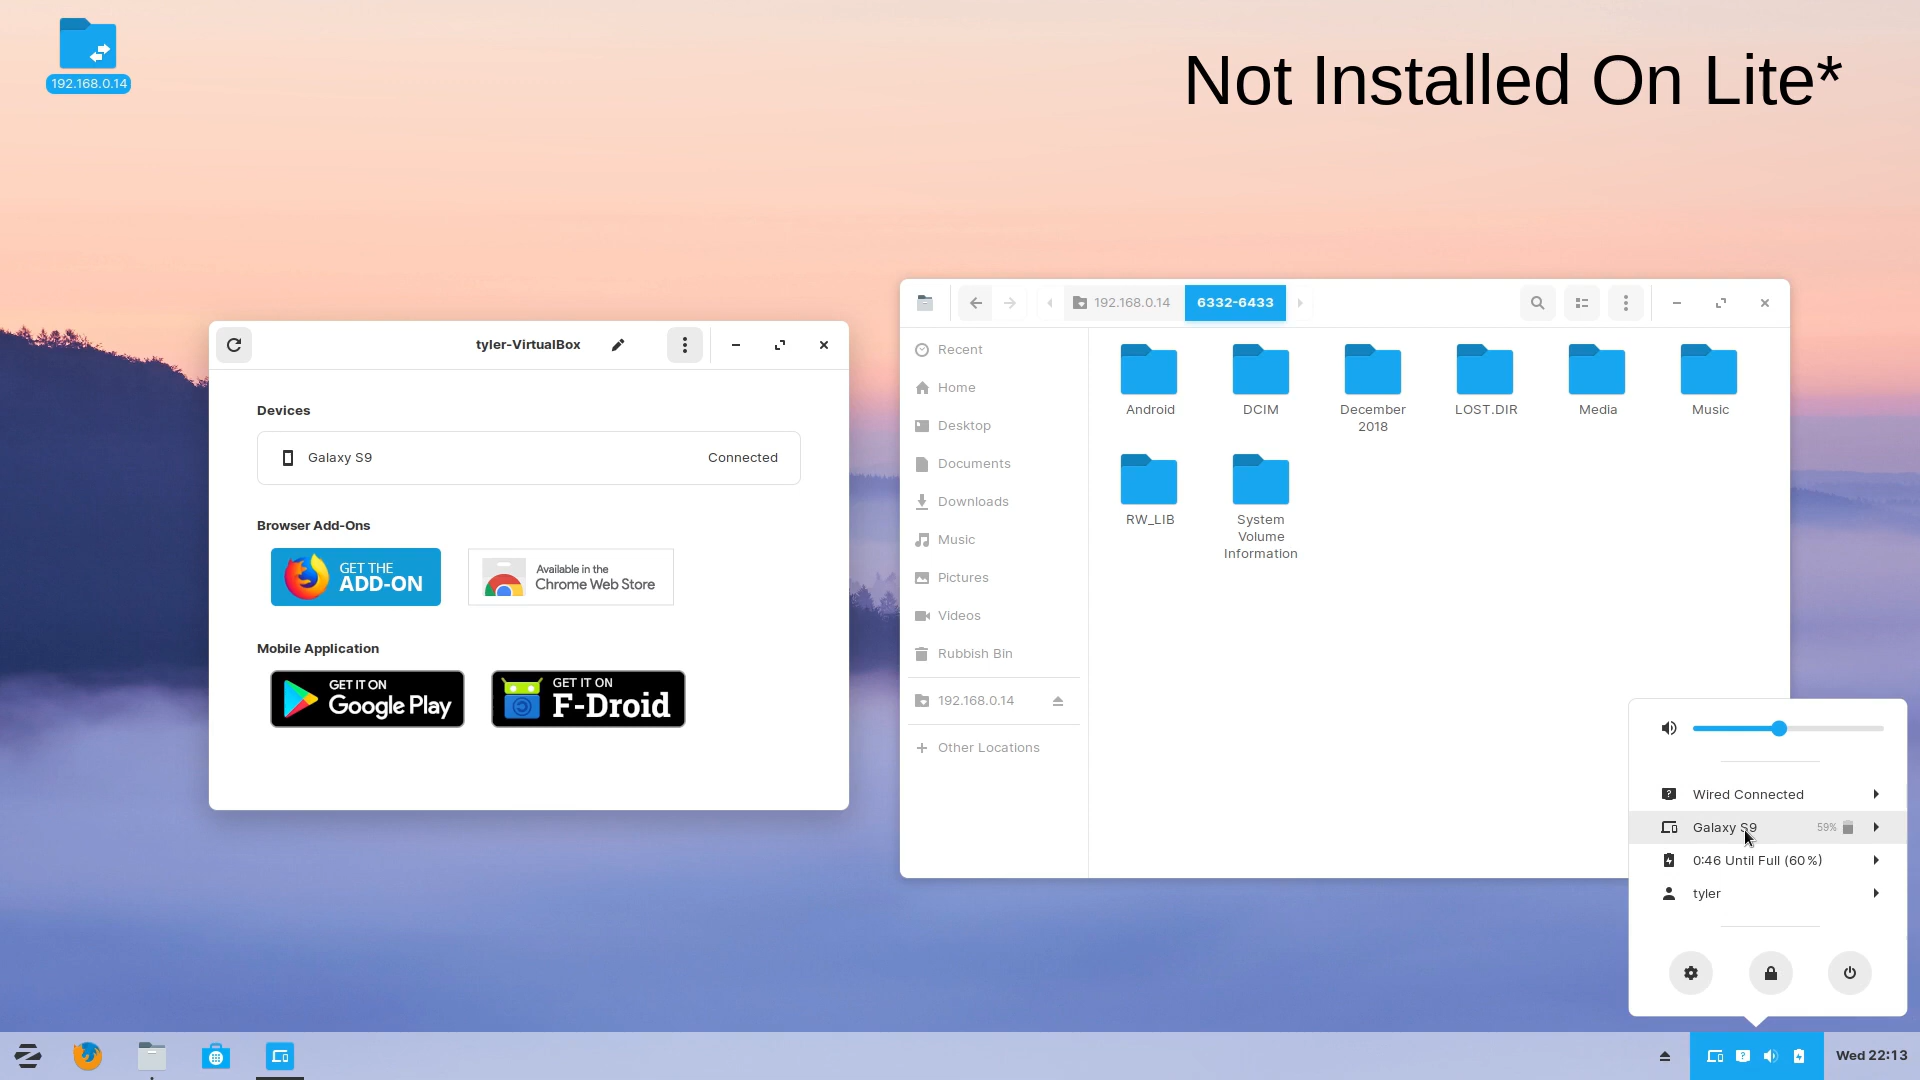 192.168.0.14
Not Installed On Lite*
tyler-VirtualBox
Devices
Galaxy S9
Connected
Browser Add-Ons
GET THE
ADD-ON
Available in the
Chrome Web Store
Mobile Application
GET IT ON
Google Play
GET IT ON
F-Droid
192.168.0.14
6332-6433
Recent
Home
Desktop
Documents
Downloads
Music
Pictures
Videos
Rubbish Bin
192.168.0.14
Other Locations
Android
DCIM
December
2018
LOST.DIR
Media
Music
RW_LIB
System
Volume
Information
Wired Connected
Galaxy S9
59%
0:46 Until Full (60 %)
tyler
Wed 22:13